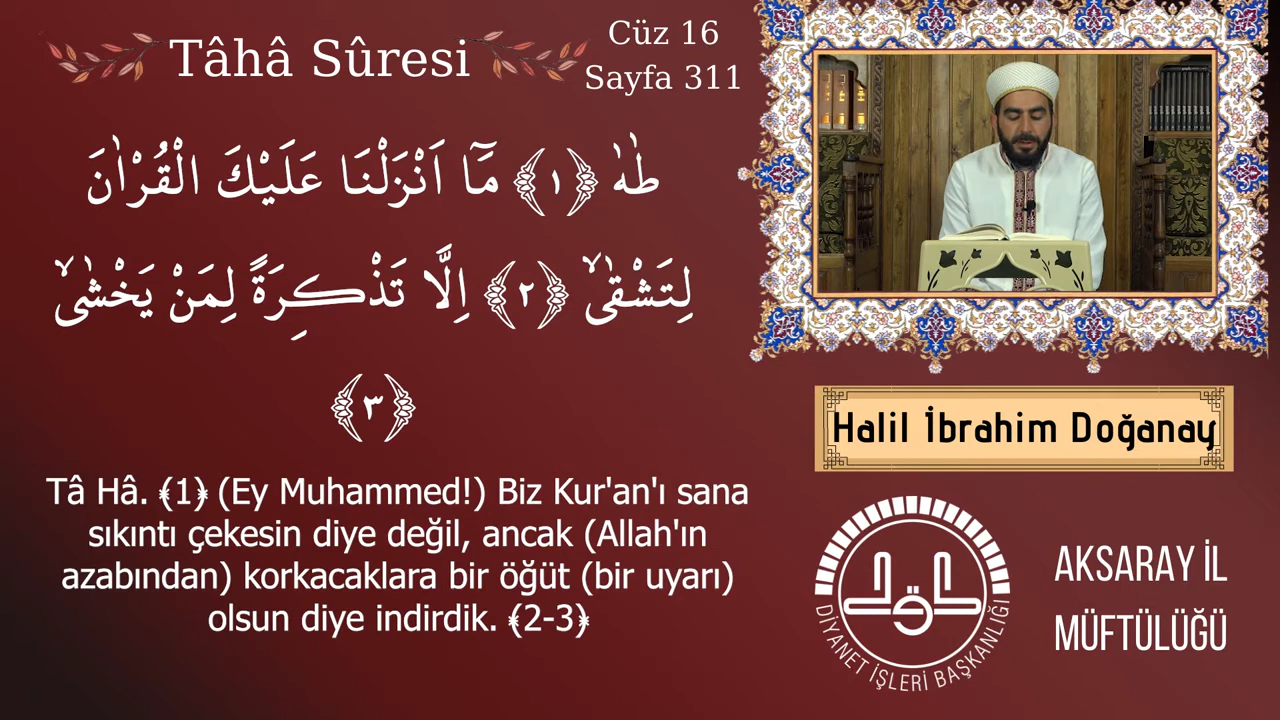 Tâhâ Sûresi
Cüz 16
Sayfa 311
طٰهٰ ﴿١﴾ مَٓا اَنْزَلْنَا عَلَيْكَ الْقُرْاٰنَ
لِتَشْقٰىۙ ﴿٢﴾ اِلَّا تَذْكِرَةً لِمَنْ يَخْشٰىۙ
﴿٣﴾
Tâ Hâ. ﴾1﴿ (Ey Muhammed!) Biz Kur'an'ı sana
sıkıntı çekesin diye değil, ancak (Allah'ın
azabından) korkacaklara bir öğüt (bir uyarı)
olsun diye indirdik. ﴾2-3﴿
Halil İbrahim Doğanay
DİYANET İŞLERİ BAŞKANLIĞI
AKSARAY İL
MÜFTÜLÜĞÜ